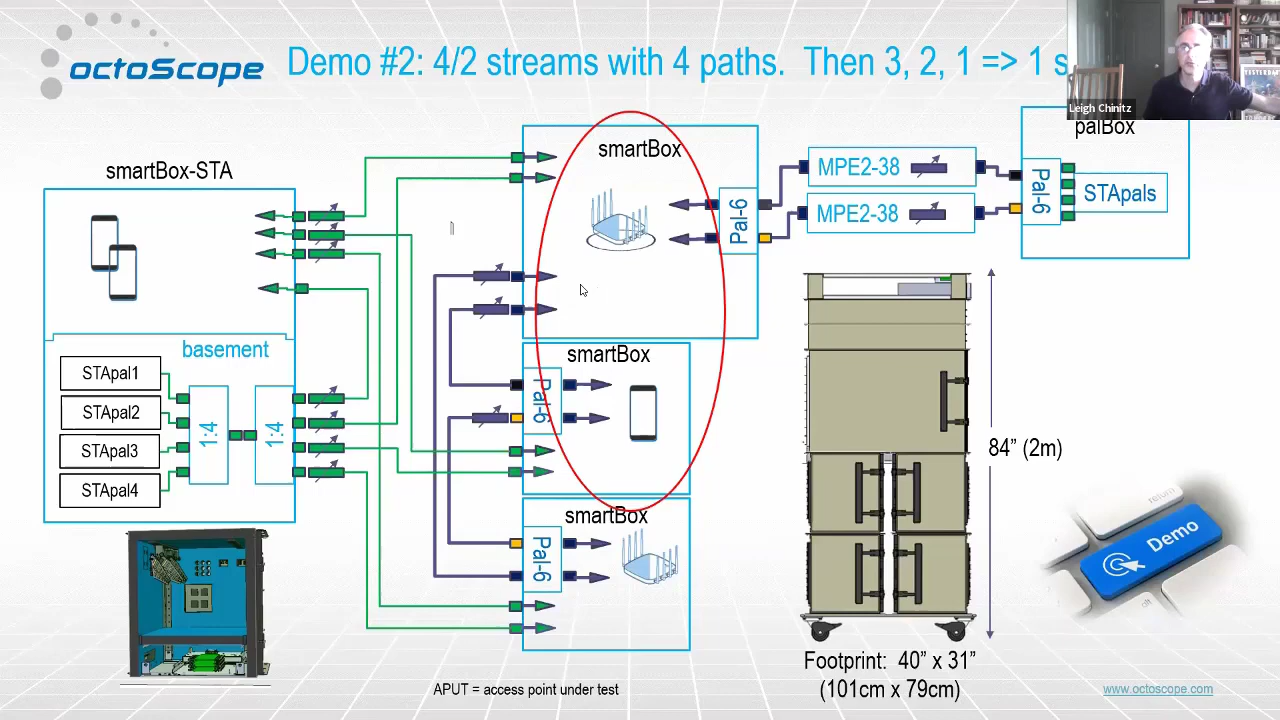 octoScope
Demo #2: 4/2 streams with 4 paths. Then 3, 2, 1 => 1 s
Leigh Chinitz
palBox
smartBox-STA
smartBox
MPE2-38
Pal-6
MPE2-38
Pal-6
STApals
basement
smartBox
STApal1
STApal2
STApal3
STApal4
1:4
1:4
Pal-6
84” (2m)
smartBox
Pal-6
return
Demo
alt
Footprint: 40” x 31”
(101cm x 79cm)
APUT = access point under test
www.octoscope.com